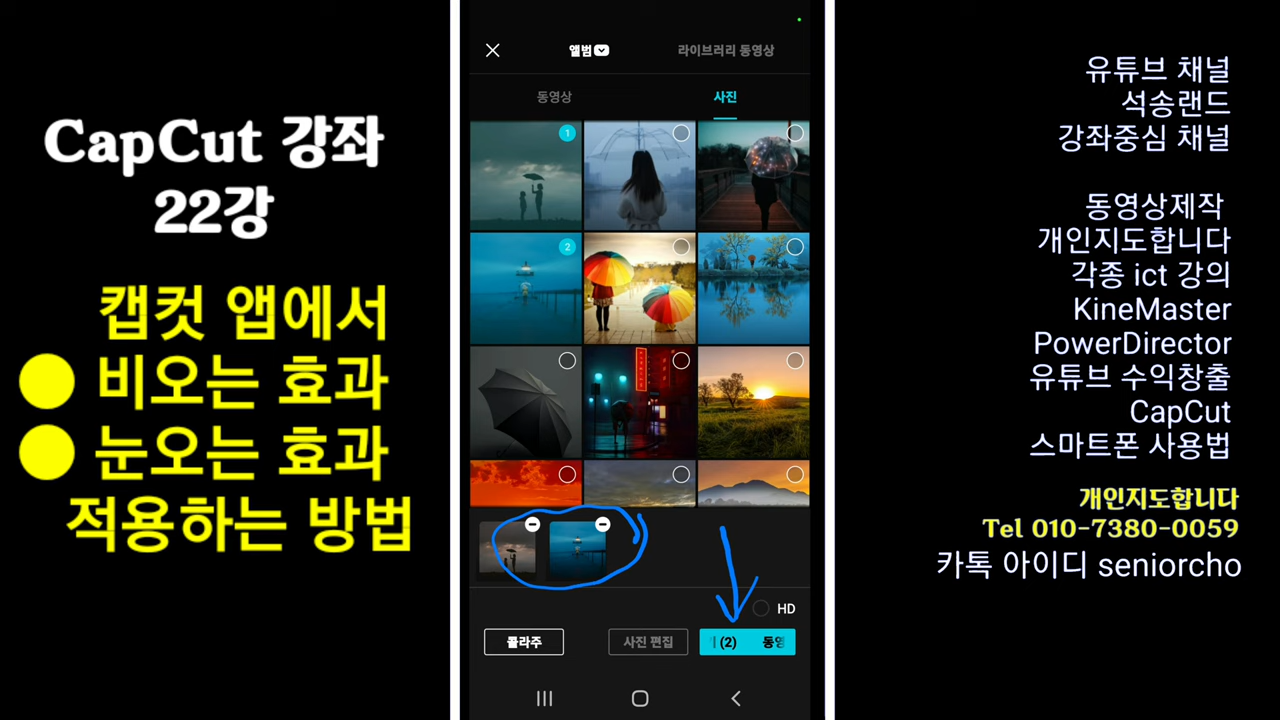 CapCut 강좌
22강
캡컷 앱에서
● 비오는 효과
● 눈오는 효과
적용하는 방법
앨범
라이브러리 동영상
동영상
사진
1
2
HD
콜라주
사진 편집
(2) 동영
유튜브 채널
석송랜드
강좌중심 채널
동영상제작
개인지도합니다
각종 ict 강의
KineMaster
PowerDirector
유튜브 수익창출
CapCut
스마트폰 사용법
개인지도합니다
Tel 010-7380-0059
카톡 아이디 seniorcho